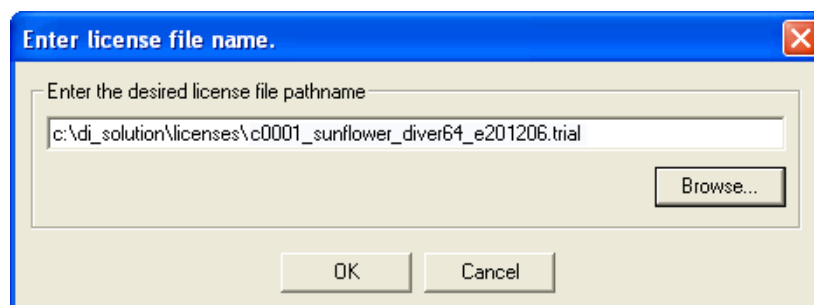 Enter license file name.
Enter the desired license file pathname
c:\di_solution\licenses\c0001_sunflower_diver64_e201206.trial
Browse...
OK Cancel